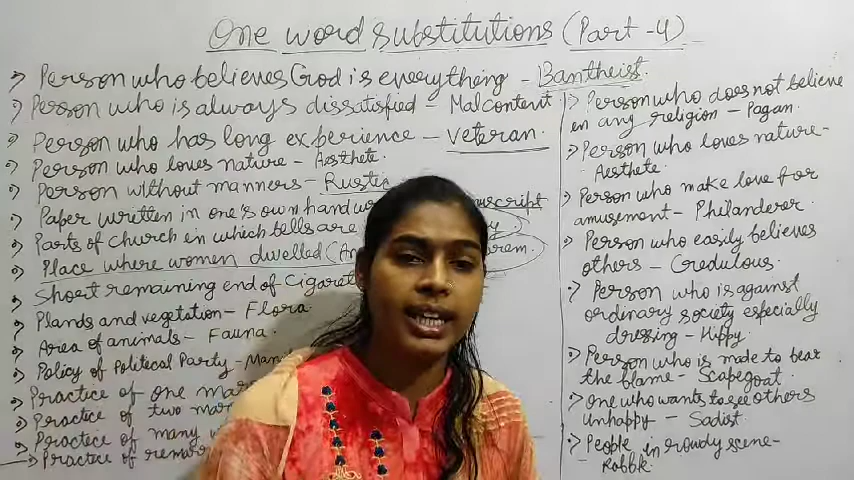 One word substitutions (Part-4)
Person who believes God is everything - Bantheist.
Person who is always dissatisfied - Malcontent
Person who has long experience - veteran.
Person who loves nature - Aesthete.
Person without manners - Rustic
Paper written in one's own handw uscript
Parts of church in which bells are
Place where women dwelled (A
Short remaining end of Cigaret
Plands and vegetation - Flora
Area of animals - Fauna.
Policy of Political Party - Mani
Practice of one mar
Practice of two mar
Practice of many
Practice of remar
Person who does not believe
in any religion - Pagan.
Person who loves nature -
Aesthete
Person who make love for
amusement - Philanderer.
Person who easily believes
others - Credulous.
Person who is against
ordinary society especially
dressing - Hippy
Person who is made to bear
the blame - Scapegoat.
One who wants to see others
unhappy - Sadist
People in rowdy scene -
Rabble.